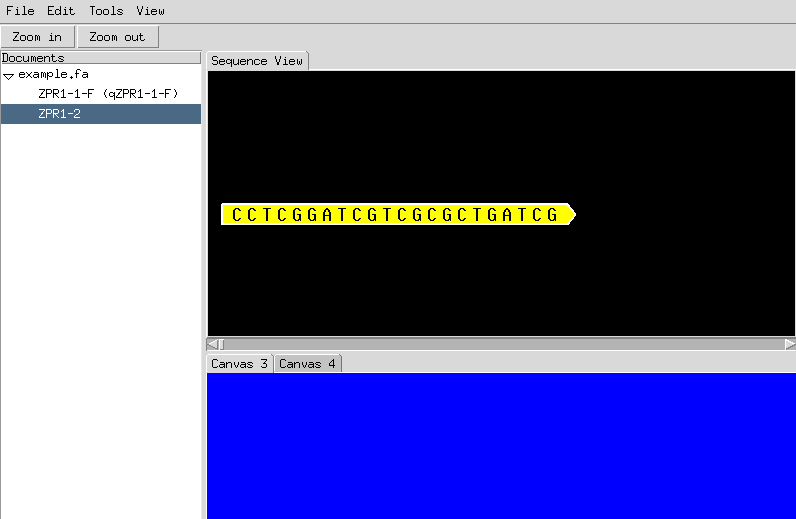 File Edit Tools View
Zoom in Zoom out
Documents
example.fa
ZPR1-1-F (qZPR1-1-F)
ZPR1-2
Sequence View
CCTCGGATCGTCGCGCTGATCG
Canvas 3 Canvas 4